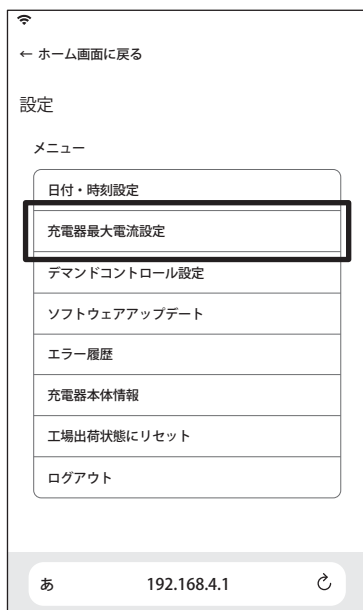 ← ホーム画面に戻る
設定
メニュー
日付・時刻設定
充電器最大電流設定
デマンドコントロール設定
ソフトウェアアップデート
エラー履歴
充電器本体情報
工場出荷状態にリセット
ログアウト
あ 192.168.4.1